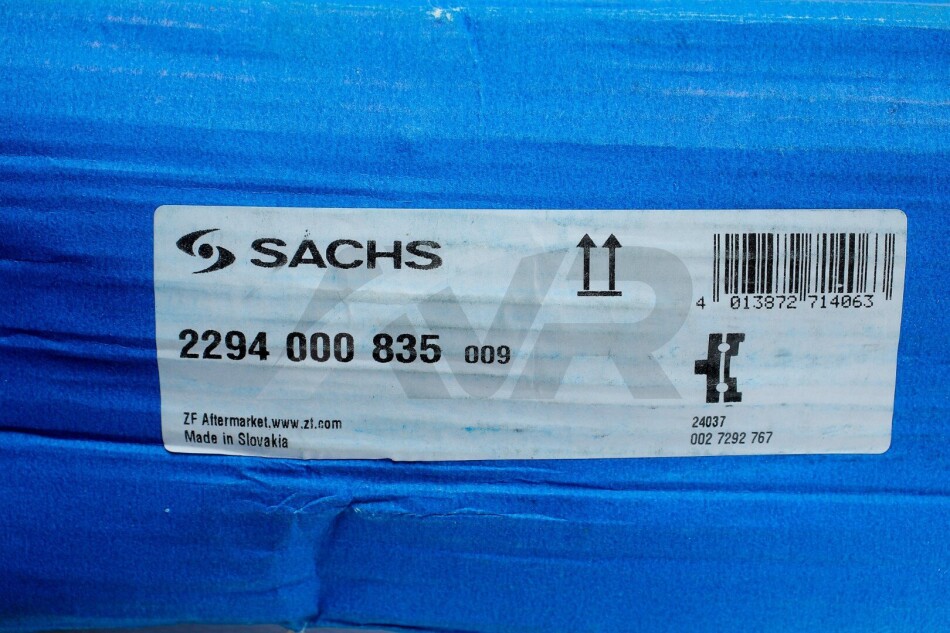 SACHS
4 013872 714063
2294 000 835 009
AVR
ZF Aftermarket.www.zf.com
Made in Slovakia
24037
002 7292 767